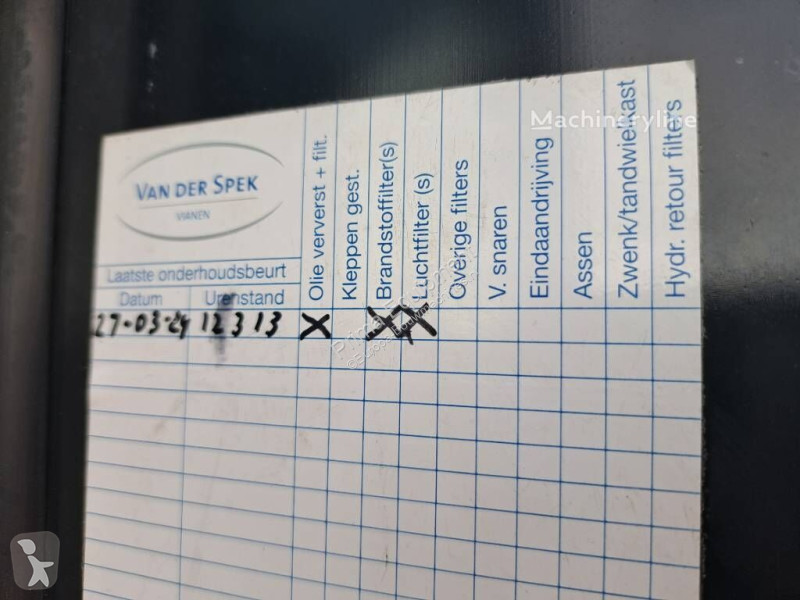 Machineryline
VAN DER SPEK
VIANEN
Laatste onderhoudsbeurt
Datum
Urenstand
Olie ververst + filt.
Kleppen gest.
Brandstoffilter(s)
Luchtfilter (s)
Overige filters
V. snaren
Eindaandrijving
Assen
Zwenk/tandwielkast
Hydr. retour filters
27-03-24 12313 X X X